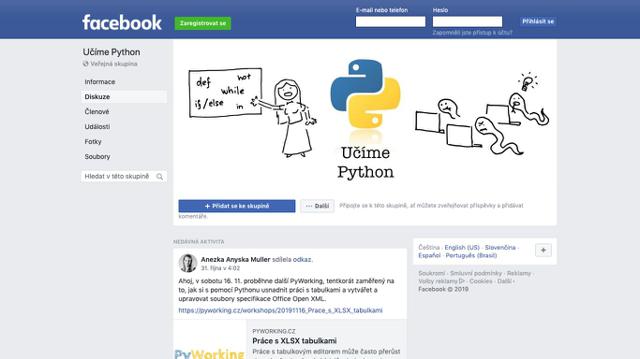 facebook
Zaregistrovat se
E-mail nebo telefon
Heslo
Přihlásit se
Zapomněli jste přístup k účtu?
Učíme Python
Veřejná skupina
Informace
Diskuze
Členové
Události
Fotky
Soubory
Hledat v této skupině
def not
while
if/else in
Učíme
Python
+ Přidat se ke skupině
··· Další
Připojte se k této skupině, ať můžete zveřejňovat příspěvky a přidávat
komentáře.
NEDÁVNÁ AKTIVITA
Anezka Anyska Muller sdílela odkaz.
31. října v 4:02
Ahoj, v sobotu 16. 11. proběhne další PyWorking, tentokrát zaměřený na
to, jak si s pomocí Pythonu usnadnit práci s tabulkami a vytvářet a
upravovat soubory specifikace Office Open XML.
https://pyworking.cz/workshops/20191116_Prace_s_XLSX_tabulkami
PyWorking
PYWORKING.CZ
Práce s XLSX tabulkami
Práce s tabulkovým editorem může často přerůst
Čeština · English (US) · Slovenčina ·
Español · Português (Brasil)
+
Soukromí · Smluvní podmínky · Reklamy ·
Volby reklamy · Cookies · Další
Facebook © 2019